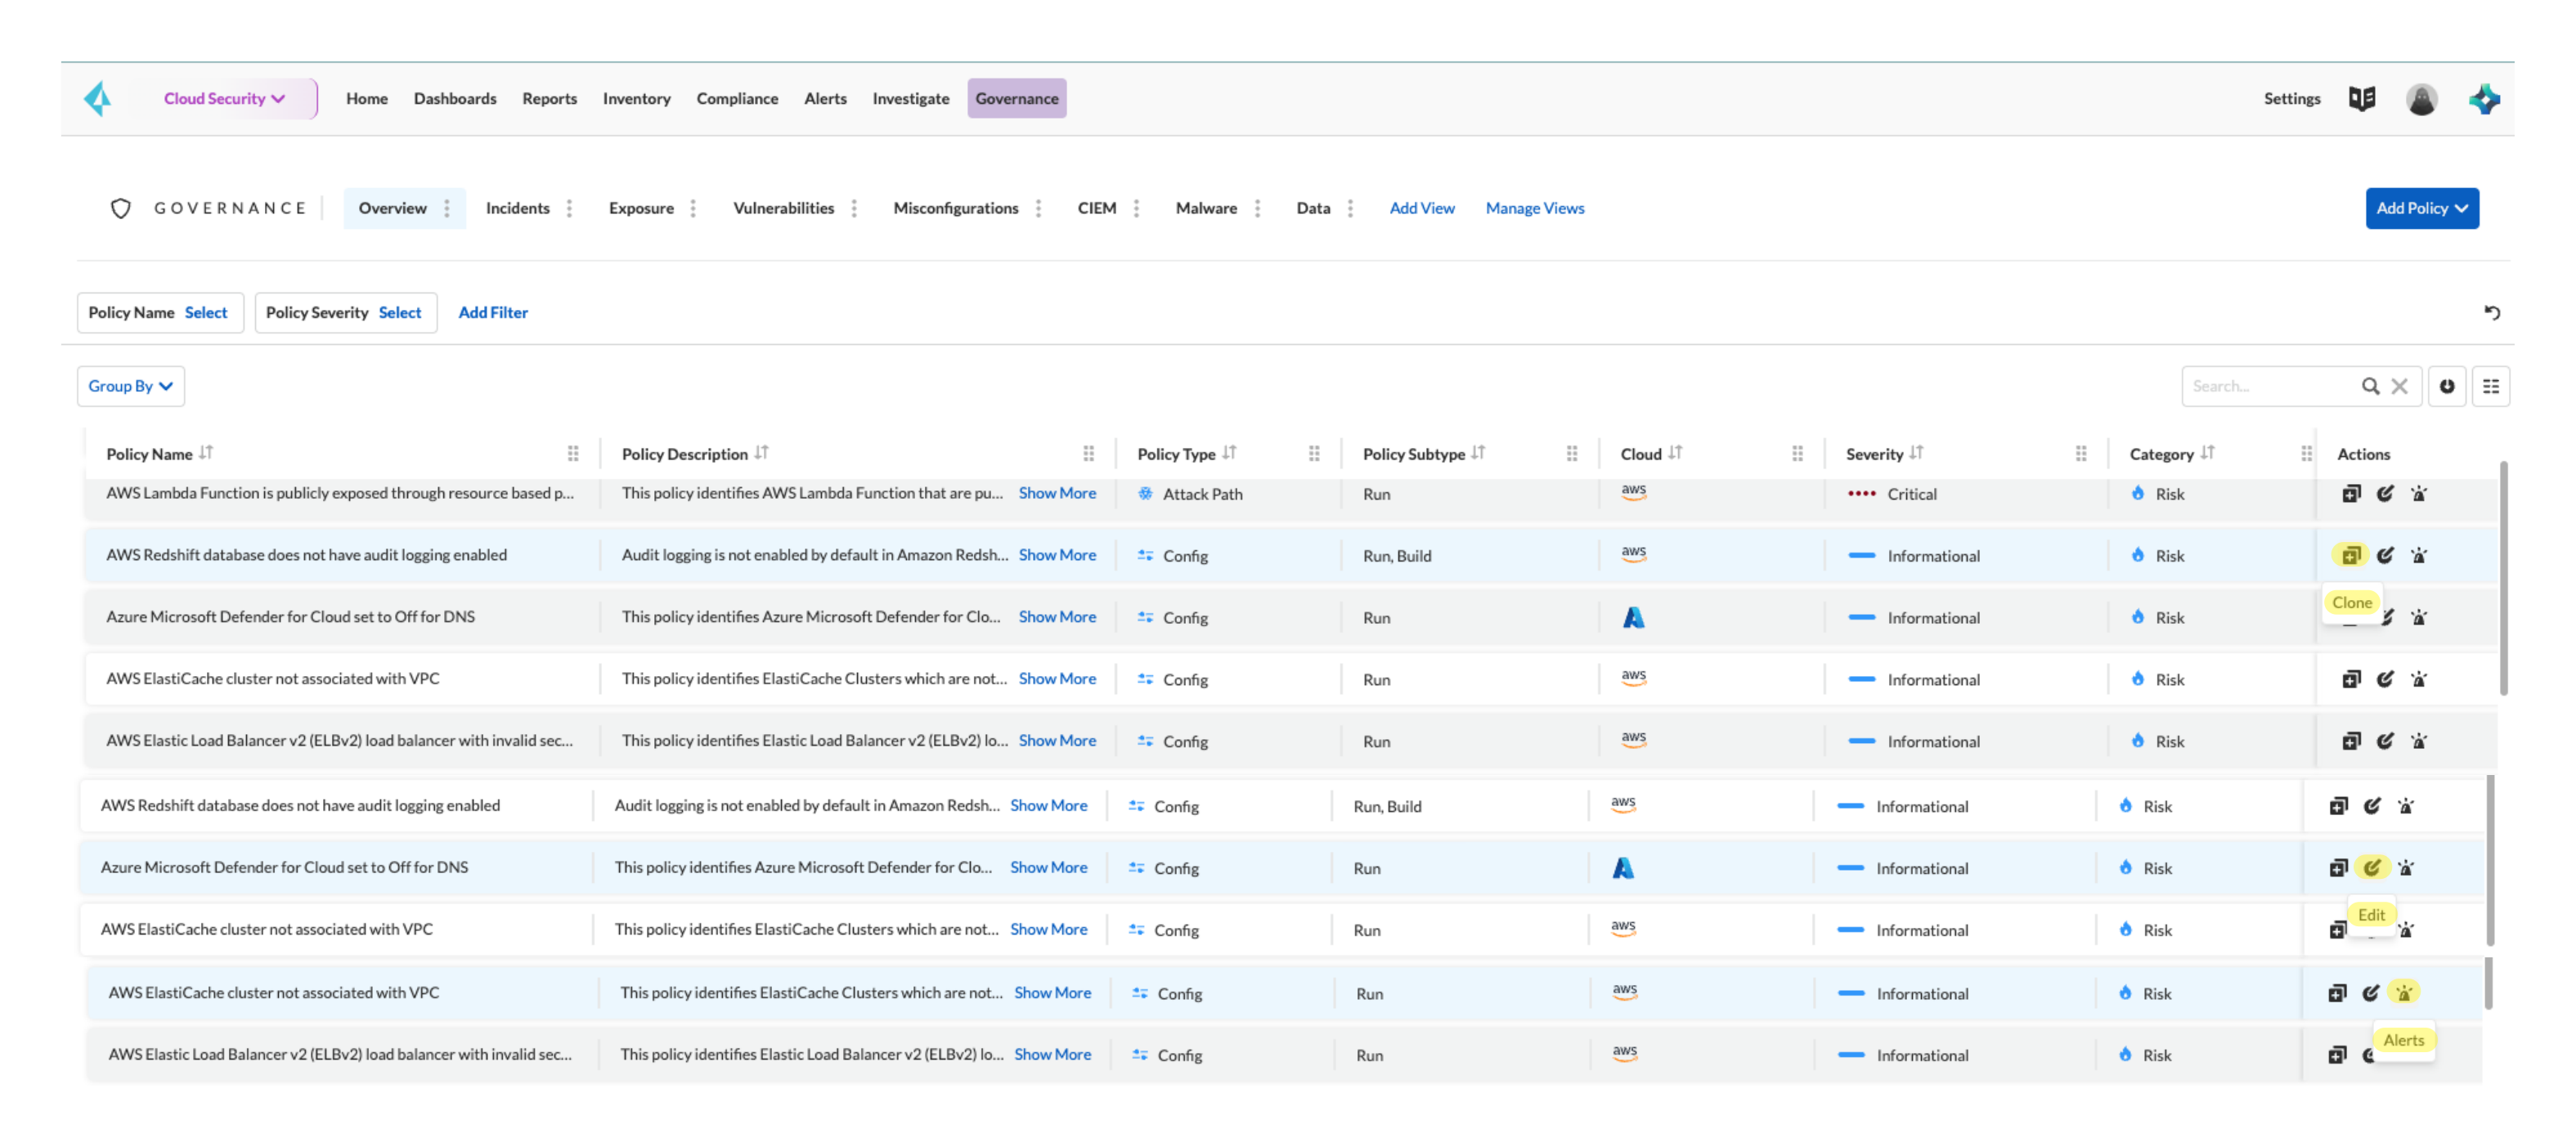 Cloud Security Home Dashboards Reports Inventory Compliance Alerts Investigate Governance Settings
GOVERNANCE Overview Incidents Exposure Vulnerabilities Misconfigurations CIEM Malware Data Add View Manage Views Add Policy
Policy Name Select Policy Severity Select Add Filter
Group By Search...
Policy Name Policy Description Policy Type Policy Subtype Cloud Severity Category Actions
AWS Lambda Function is publicly exposed through resource based p... This policy identifies AWS Lambda Function that are pu... Show More Attack Path Run aws Critical Risk
AWS Redshift database does not have audit logging enabled Audit logging is not enabled by default in Amazon Redsh... Show More Config Run, Build aws Informational Risk
Clone
Azure Microsoft Defender for Cloud set to Off for DNS This policy identifies Azure Microsoft Defender for Clo... Show More Config Run Informational Risk
AWS ElastiCache cluster not associated with VPC This policy identifies ElastiCache Clusters which are not... Show More Config Run aws Informational Risk
AWS Elastic Load Balancer v2 (ELBv2) load balancer with invalid sec... This policy identifies Elastic Load Balancer v2 (ELBv2) lo... Show More Config Run aws Informational Risk
AWS Redshift database does not have audit logging enabled Audit logging is not enabled by default in Amazon Redsh... Show More Config Run, Build aws Informational Risk
Azure Microsoft Defender for Cloud set to Off for DNS This policy identifies Azure Microsoft Defender for Clo... Show More Config Run Informational Risk
Edit
AWS ElastiCache cluster not associated with VPC This policy identifies ElastiCache Clusters which are not... Show More Config Run aws Informational Risk
AWS ElastiCache cluster not associated with VPC This policy identifies ElastiCache Clusters which are not... Show More Config Run aws Informational Risk
Alerts
AWS Elastic Load Balancer v2 (ELBv2) load balancer with invalid sec... This policy identifies Elastic Load Balancer v2 (ELBv2) lo... Show More Config Run aws Informational Risk